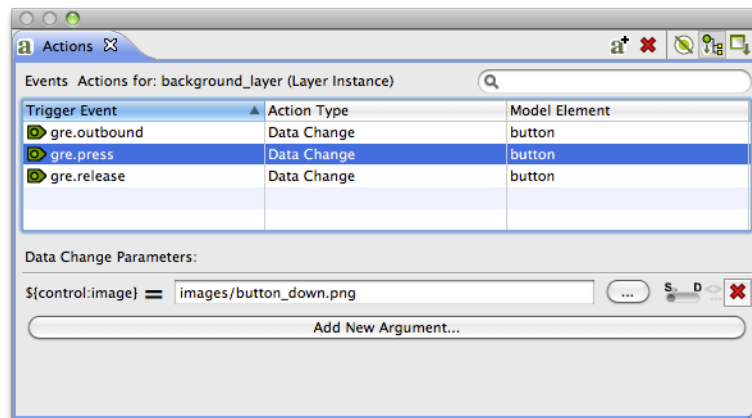 a Actions
a+
Events Actions for: background_layer (Layer Instance)
Trigger Event Action Type Model Element
gre.outbound Data Change button
gre.press Data Change button
gre.release Data Change button
Data Change Parameters:
${control:image} = images/button_down.png ... S D
Add New Argument...